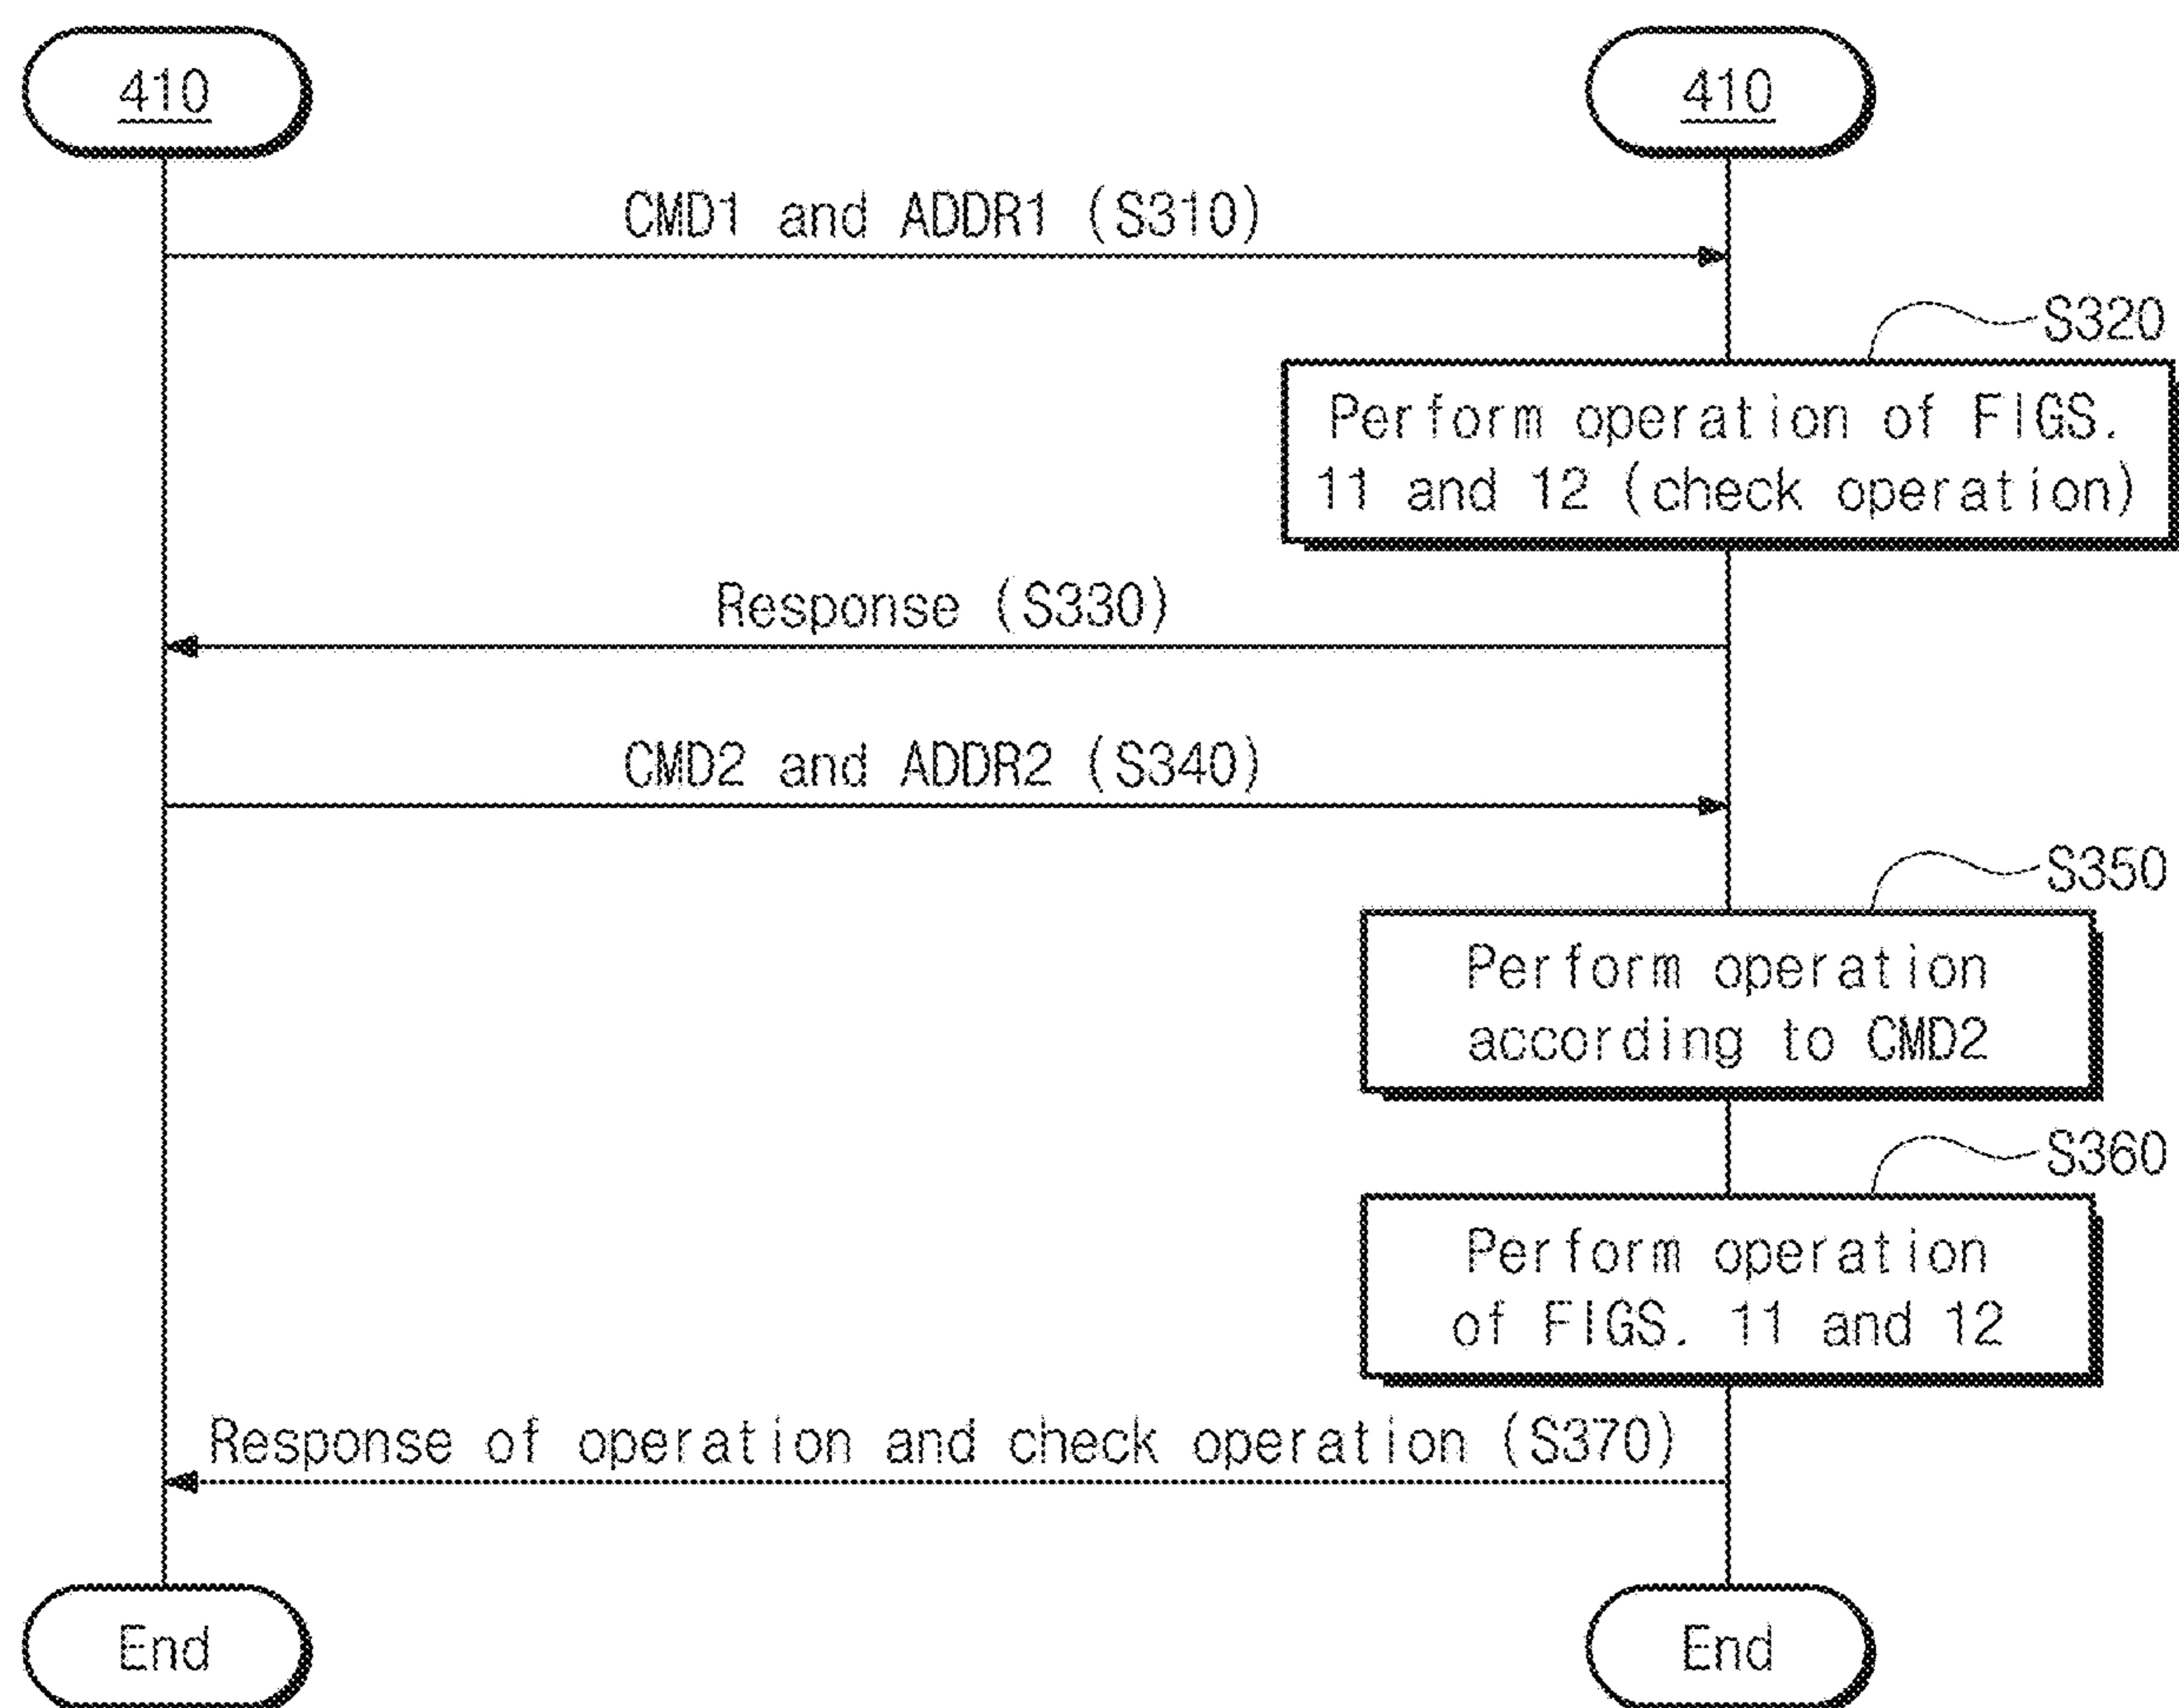 410
410
CMD1 and ADDR1 (S310)
S320
Perform operation of FIGS.
11 and 12 (check operation)
Response (S330)
CMD2 and ADDR2 (S340)
S350
Perform operation
according to CMD2
S360
Perform operation
of FIGS. 11 and 12
Response of operation and check operation (S370)
End
End